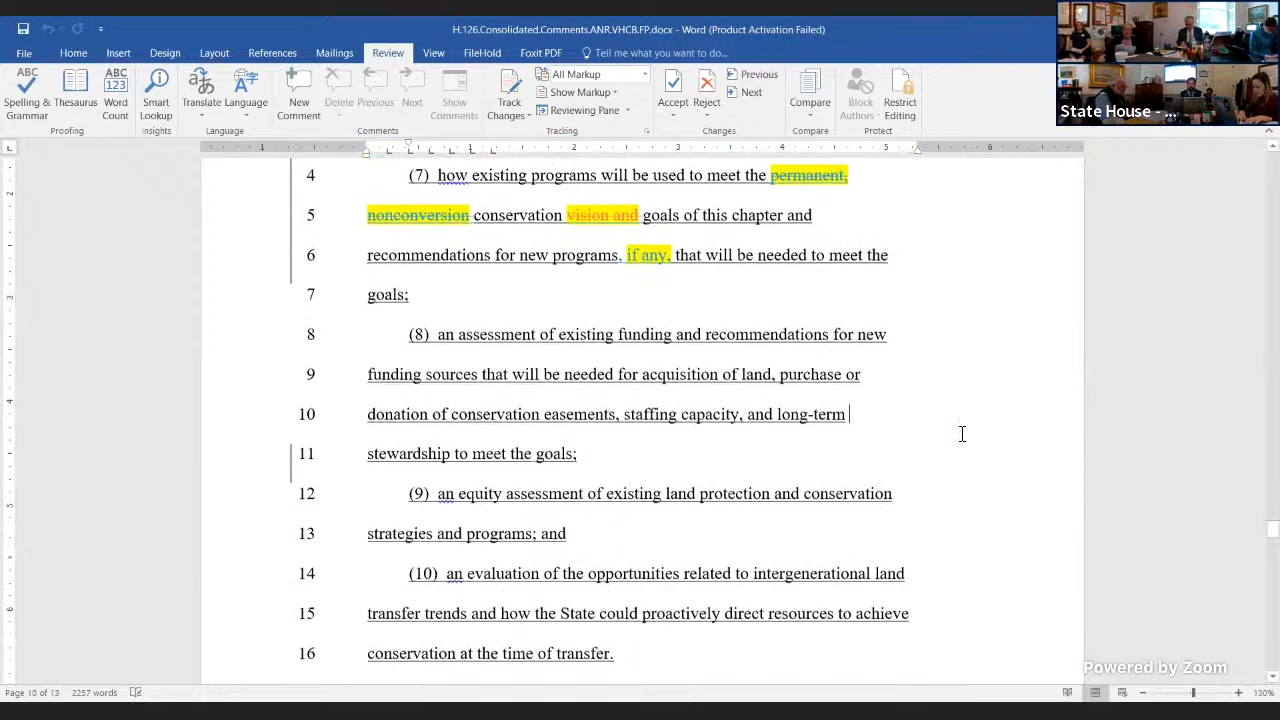 H.126.Consolidated.Comments.ANR.VHCB.FP.docx - Word (Product Activation Failed)
File Home Insert Design Layout References Mailings Review View FileHold Foxit PDF Tell me what you want to do...
ABC Spelling & Grammar
Thesaurus
ABC 123 Word Count
Smart Lookup
Translate
Language
New Comment
Delete
Previous
Next
Show Comments
Track Changes
All Markup
Show Markup
Reviewing Pane
Accept
Reject
Previous
Next
Compare
Block Authors
Restrict Editing
Proofing Insights Language Comments Tracking Changes Compare Protect
State House - ...
1 1 2 3 4 5 6
4 (7) how existing programs will be used to meet the permanent,
5 nonconversion conservation vision and goals of this chapter and
6 recommendations for new programs, if any, that will be needed to meet the
7 goals;
8 (8) an assessment of existing funding and recommendations for new
9 funding sources that will be needed for acquisition of land, purchase or
10 donation of conservation easements, staffing capacity, and long-term
11 stewardship to meet the goals;
12 (9) an equity assessment of existing land protection and conservation
13 strategies and programs; and
14 (10) an evaluation of the opportunities related to intergenerational land
15 transfer trends and how the State could proactively direct resources to achieve
16 conservation at the time of transfer.
Powered by Zoom
Page 10 of 13 2257 words 130%